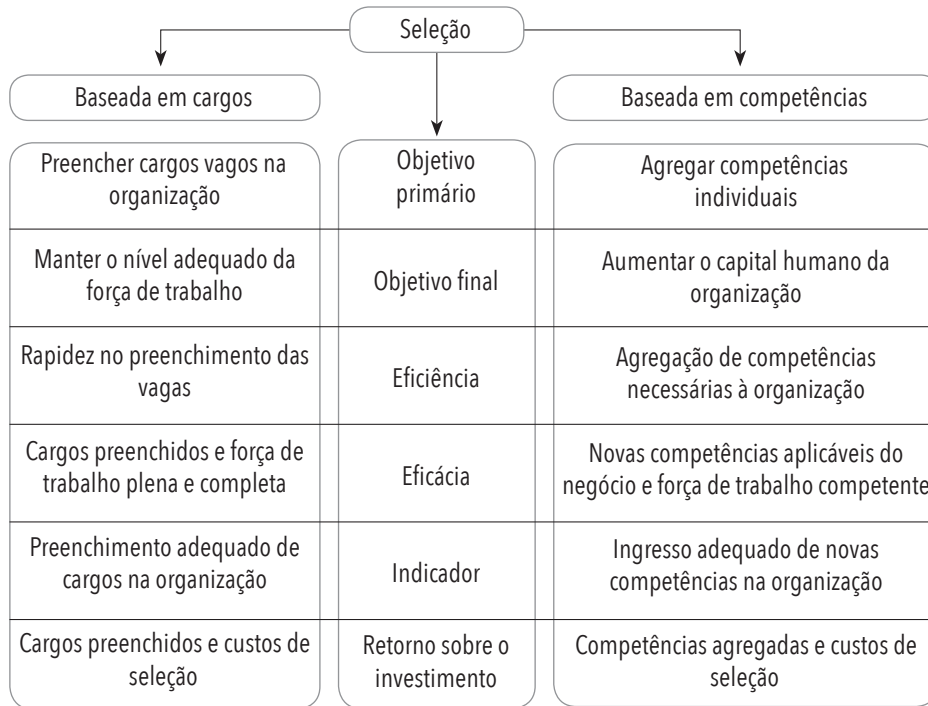 Seleção
Baseada em cargos
Baseada em competências
Preencher cargos vagos na
organização
Objetivo
primário
Agregar competências
individuais
Manter o nível adequado da
força de trabalho
Objetivo final
Aumentar o capital humano da
organização
Rapidez no preenchimento das
vagas
Eficiência
Agregação de competências
necessárias à organização
Cargos preenchidos e força de
trabalho plena e completa
Eficácia
Novas competências aplicáveis do
negócio e força de trabalho competente
Preenchimento adequado de
cargos na organização
Indicador
Ingresso adequado de novas
competências na organização
Cargos preenchidos e custos de
seleção
Retorno sobre o
investimento
Competências agregadas e custos de
seleção